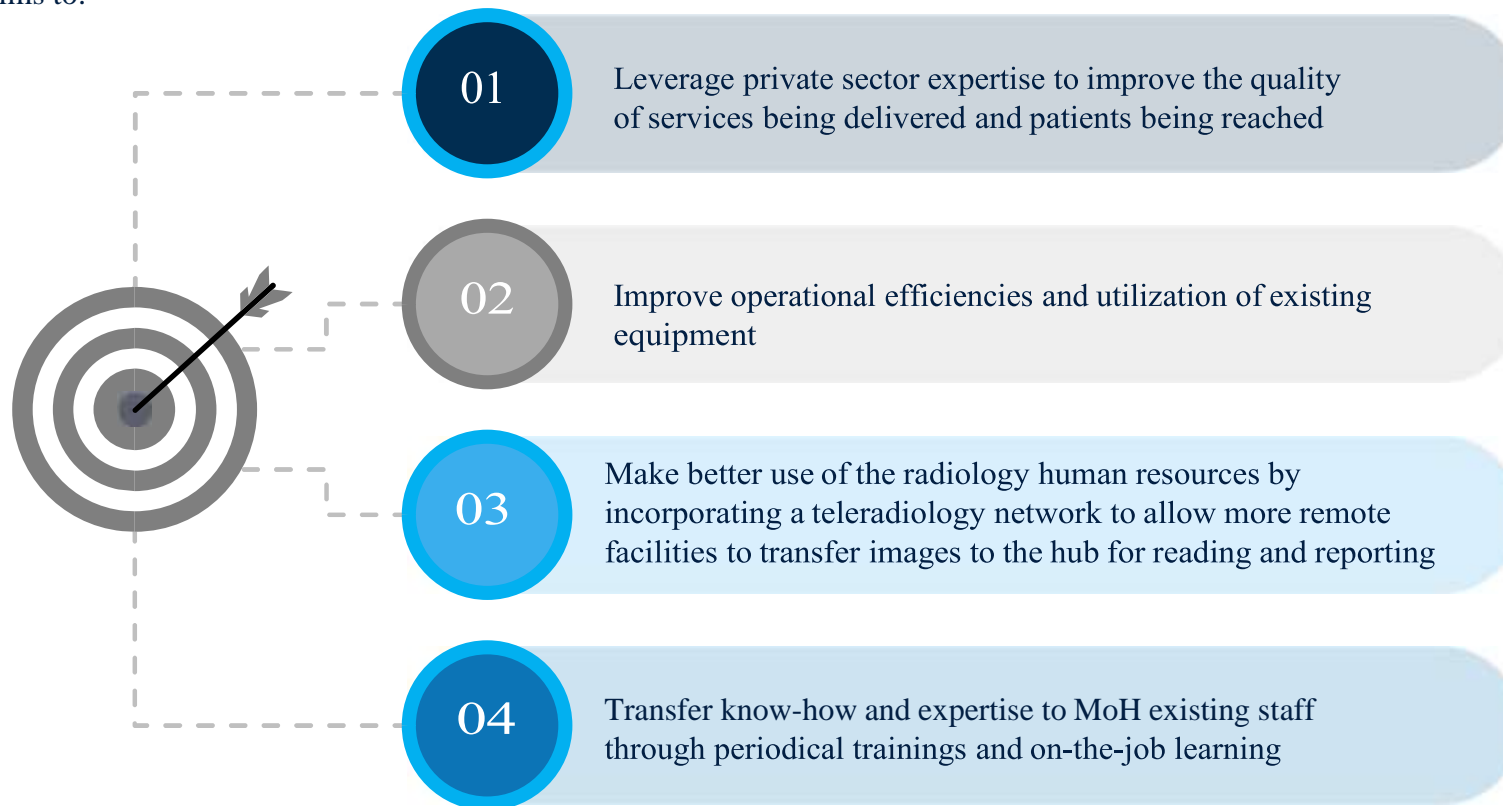 to:
01
Leverage private sector expertise to improve the quality
of services being delivered and patients being reached
02
Improve operational efficiencies and utilization of existing
equipment
03
Make better use of the radiology human resources by
incorporating a teleradiology network to allow more remote
facilities to transfer images to the hub for reading and reporting
04
Transfer know-how and expertise to MoH existing staff
through periodical trainings and on-the-job learning